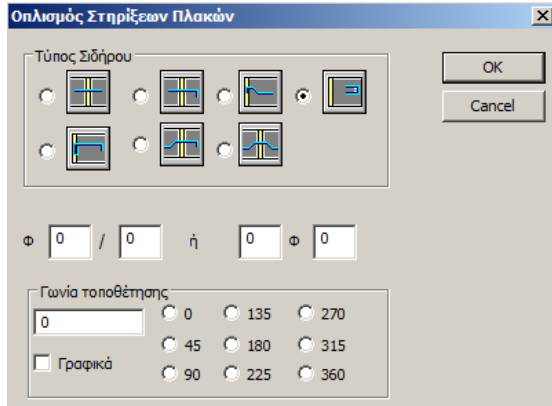 Οπλισμός Στηρίξεων Πλακών
Τύπος Σιδήρου
OK
Cancel
Φ 0 / 0 ή 0 Φ 0
Γωνία τοποθέτησης
0
0 135 270
45 180 315
Γραφικά
90 225 360